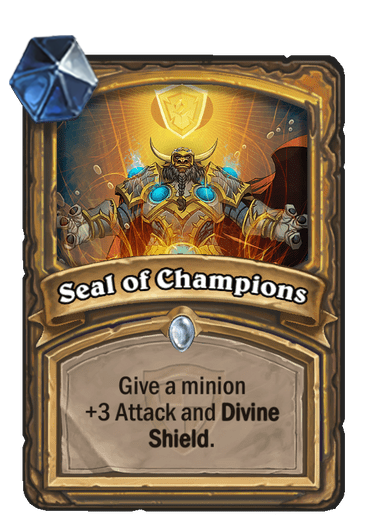 Seal of Champions
Give a minion
+3 Attack and Divine
Shield.